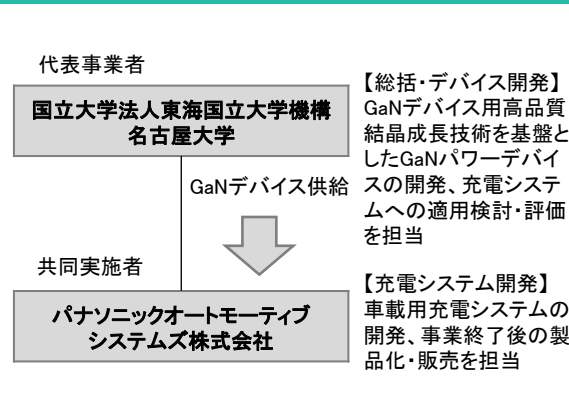 代表事業者
国立大学法人東海国立大学機構
名古屋大学
【総括・デバイス開発】
GaNデバイス用高品質
結晶成長技術を基盤と
したGaNパワーデバイ
スの開発、充電システ
ムへの適用検討・評価
を担当
GaNデバイス供給
共同実施者
パナソニックオートモーティブ
システムズ株式会社
【充電システム開発】
車載用充電システムの
開発、事業終了後の製
品化・販売を担当